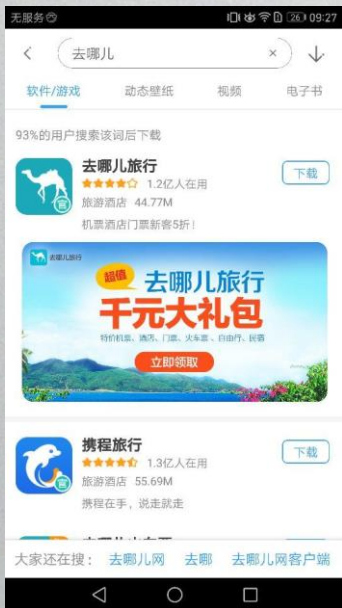 无服务
26 09:27
去哪儿
软件/游戏 动态壁纸 视频 电子书
93%的用户搜索该词后下载
去哪儿旅行
1.2亿人在用
下载
旅游酒店 44.77M
机票酒店门票新客5折!
官
去哪儿旅行
超值 去哪儿旅行
千元大礼包
特价机票、酒店、门票、火车票、自由行、民宿
立即领取
携程旅行
1.3亿人在用
下载
旅游酒店 55.69M
携程在手,说走就走
官
大家还在搜: 去哪儿网 去哪 去哪儿网客户端